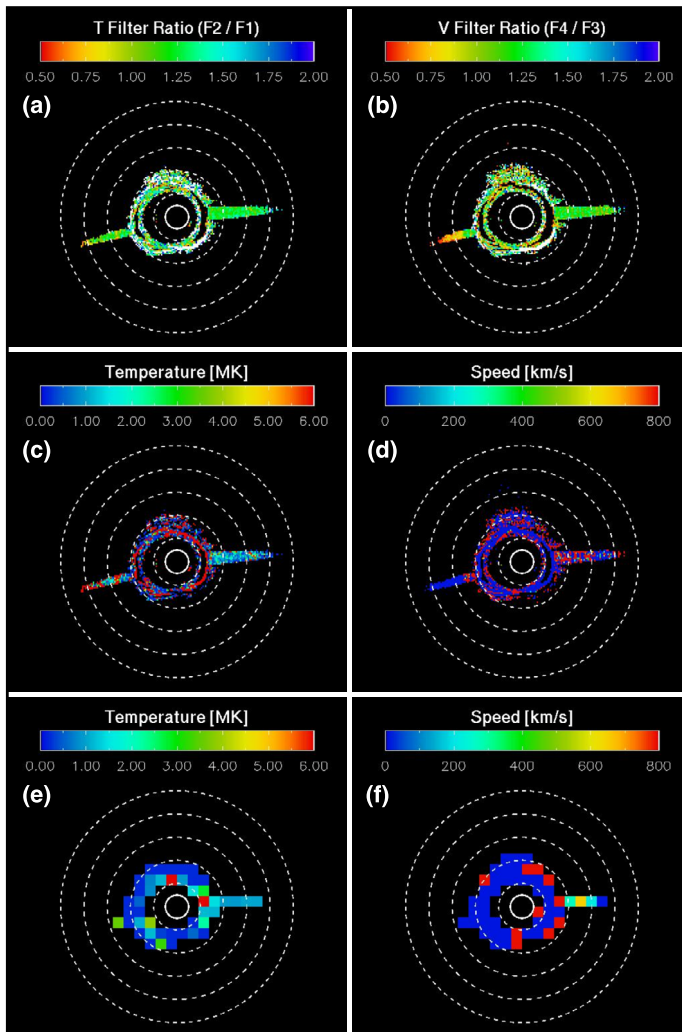 T Filter Ratio (F2 / F1)
0.50 0.75 1.00 1.25 1.50 1.75 2.00
(a)
V Filter Ratio (F4 / F3)
0.50 0.75 1.00 1.25 1.50 1.75 2.00
(b)
Temperature [MK]
0.00 1.00 2.00 3.00 4.00 5.00 6.00
(c)
Speed [km/s]
0 200 400 600 800
(d)
Temperature [MK]
0.00 1.00 2.00 3.00 4.00 5.00 6.00
(e)
Speed [km/s]
0 200 400 600 800
(f)